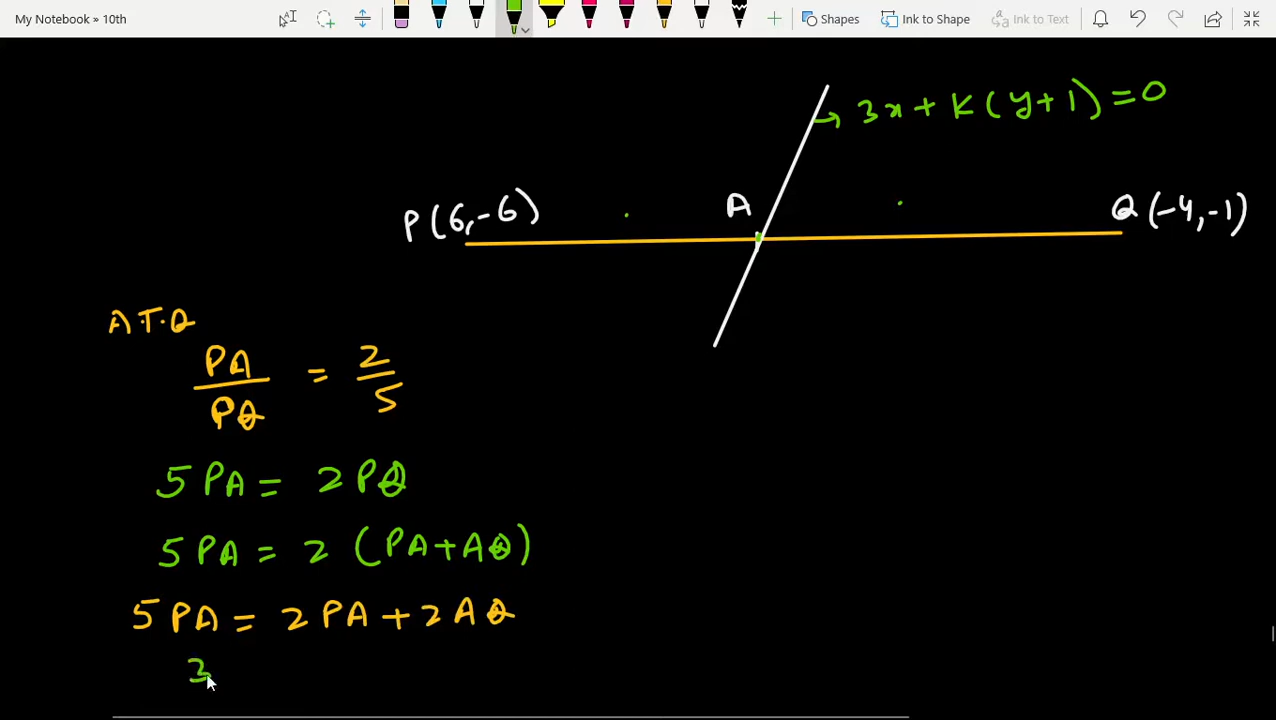 My Notebook » 10th
Shapes Ink to Shape Ink to Text
3x + K(y+1) = 0
P(6,-6) A Q(-4,-1)
A.T.Q
PA/PQ = 2/5
5PA = 2PQ
5PA = 2 (PA+AQ)
5PA = 2PA + 2AQ
3